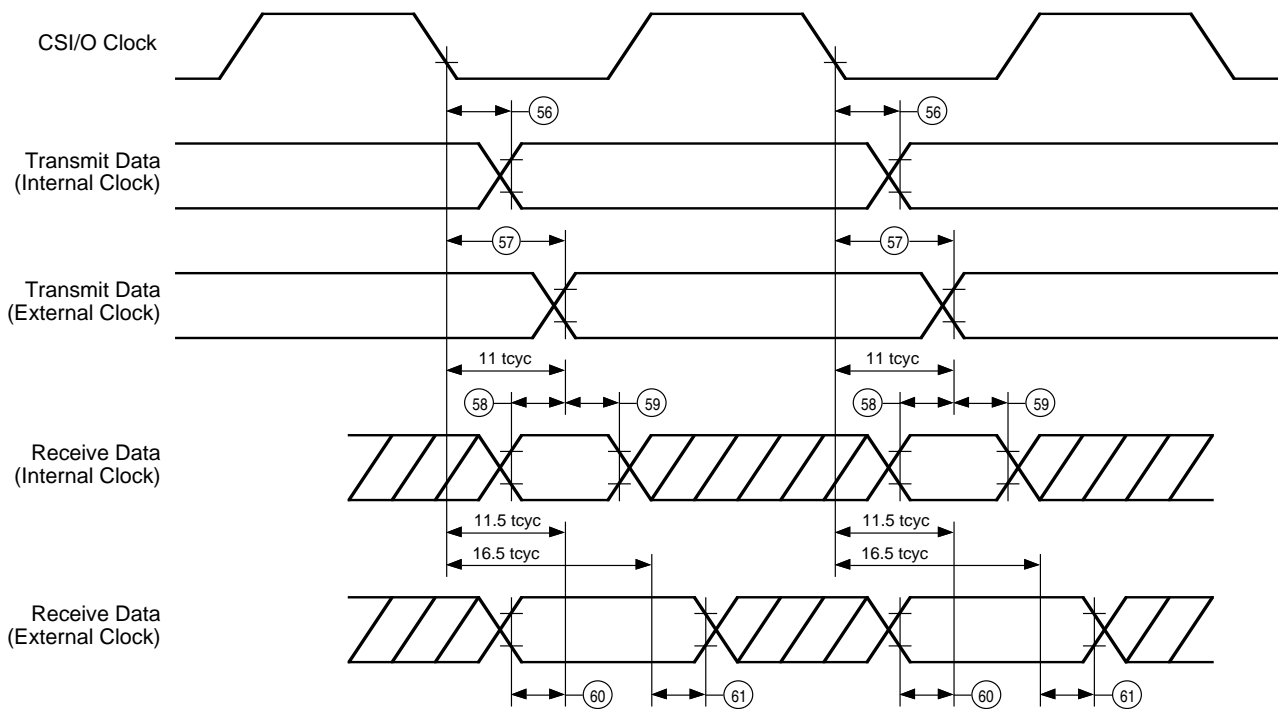 CSI/O Clock
56
56
Transmit Data
(Internal Clock)
57
57
Transmit Data
(External Clock)
11 tcyc
11 tcyc
58
59
58
59
Receive Data
(Internal Clock)
11.5 tcyc
11.5 tcyc
16.5 tcyc
16.5 tcyc
Receive Data
(External Clock)
60
61
60
61